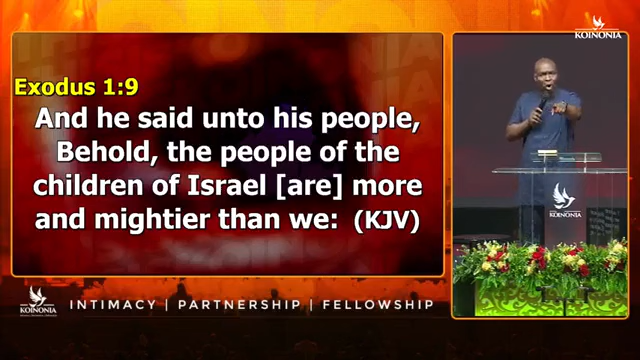 KOINONIA
Exodus 1:9
And he said unto his people,
Behold, the people of the
children of Israel [are] more
and mightier than we: (KJV)
KOINONIA
KOINONIA
INTIMACY | PARTNERSHIP | FELLOWSHIP